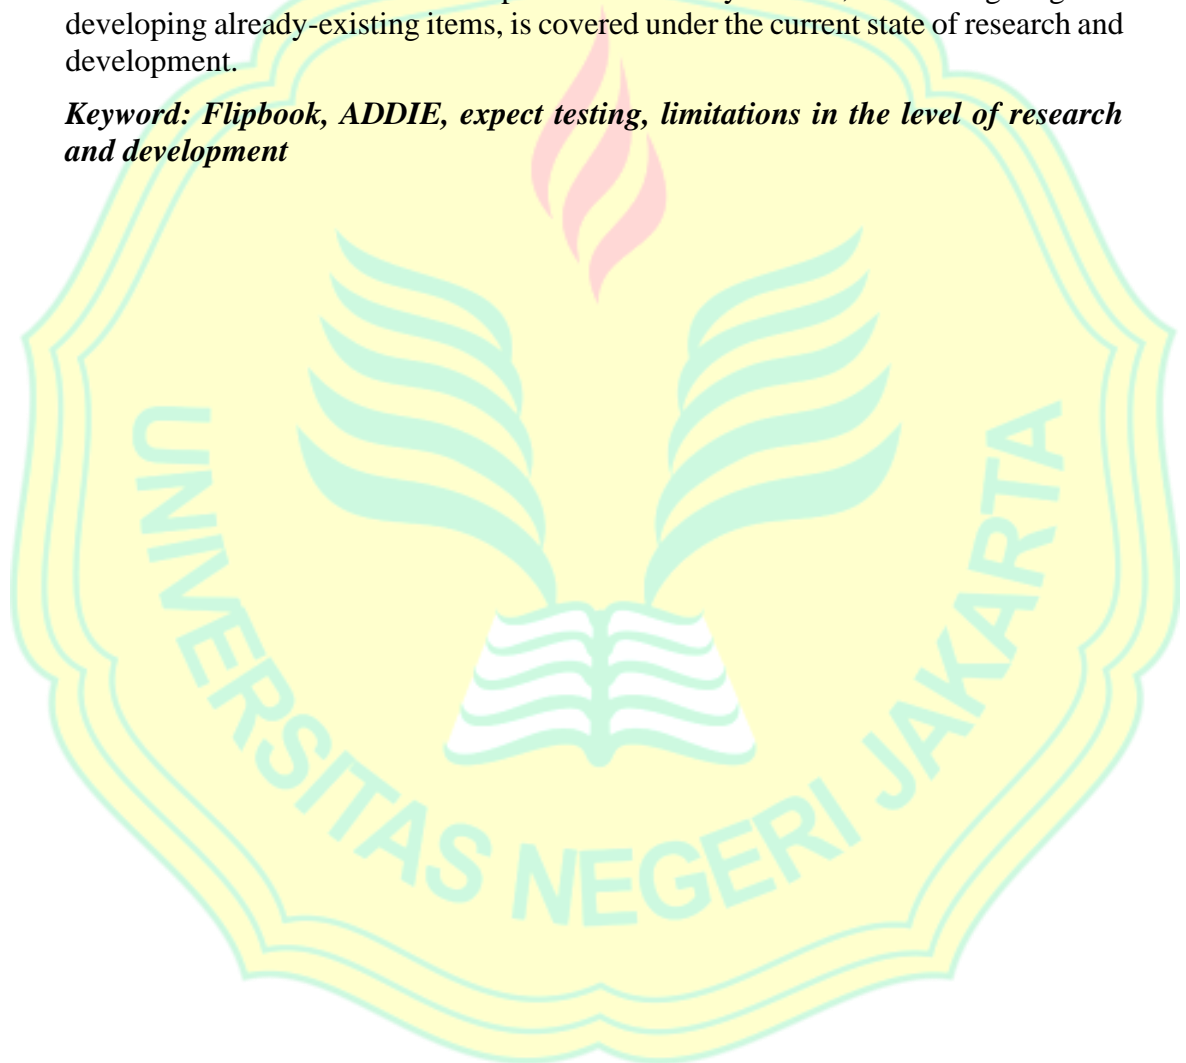 developing already-existing items, is covered under the current state of research and
development.
Keyword: Flipbook, ADDIE, expect testing, limitations in the level of research
and development
UNIVERSITAS NEGERI JAKARTA